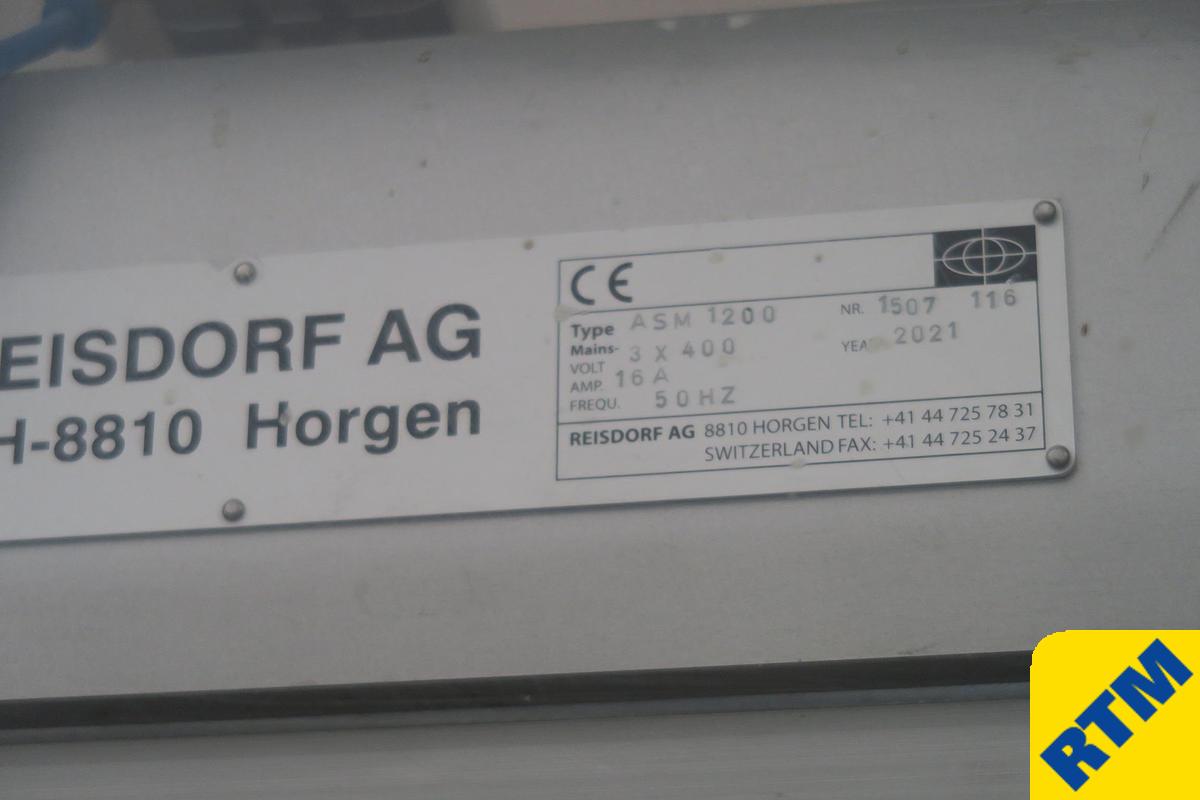 EISDORF AG
H-8810 Horgen
CE
Type ASM 1200 NR. 1507 116
Mains- 3 X 400 YEA 2021
VOLT
AMP. 16 A
FREQU. 50HZ
REISDORF AG 8810 HORGEN TEL: +41 44 725 78 31
SWITZERLAND FAX: +41 44 725 24 37
RTM